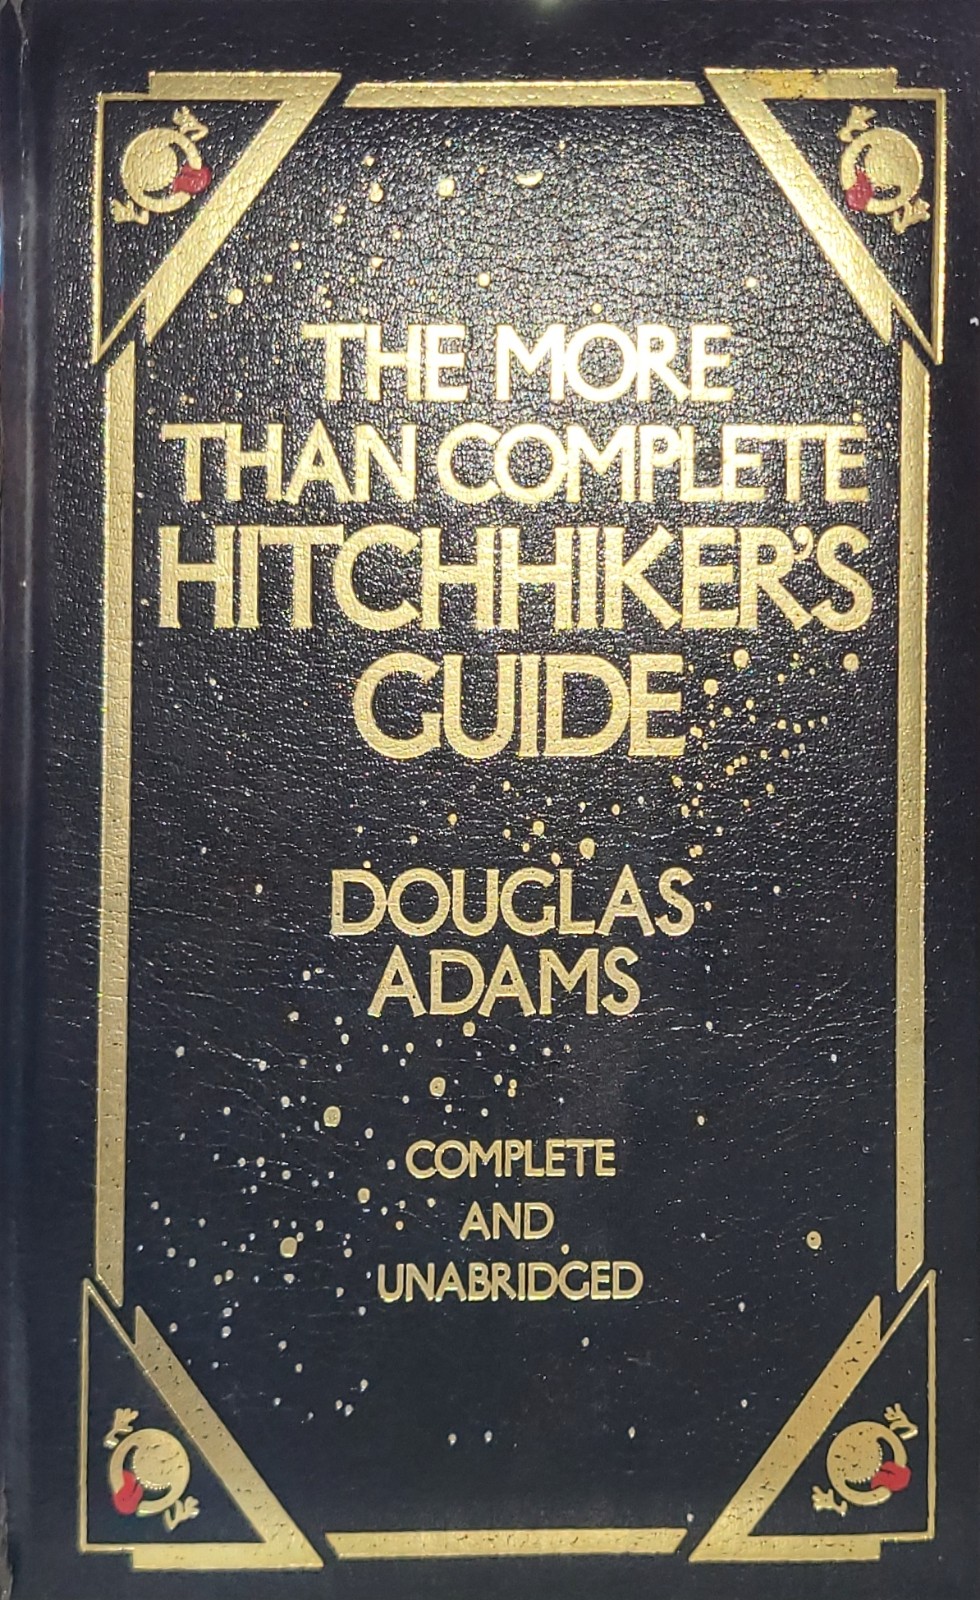 THE MORE
THAN COMPLETE
HITCHHIKER'S
GUIDE
DOUGLAS
ADAMS
COMPLETE
AND
UNABRIDGED